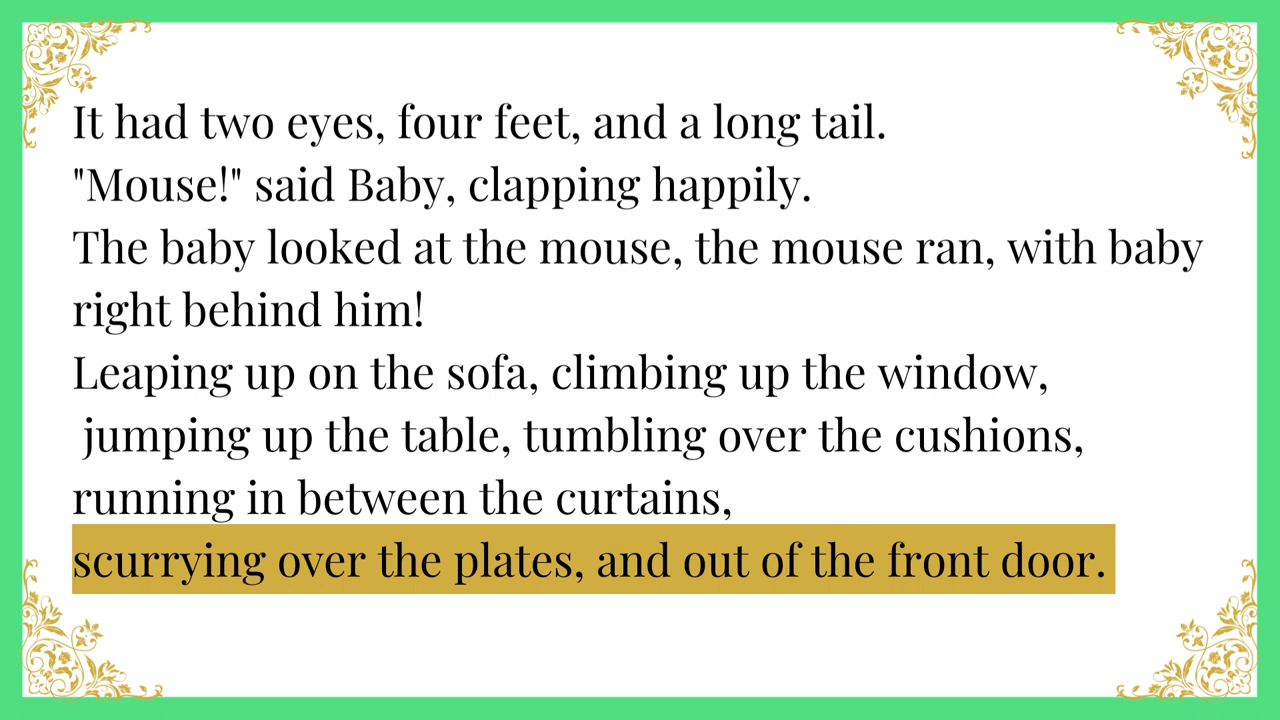 It had two eyes, four feet, and a long tail.
"Mouse!" said Baby, clapping happily.
The baby looked at the mouse, the mouse ran, with baby
right behind him!
Leaping up on the sofa, climbing up the window,
jumping up the table, tumbling over the cushions,
running in between the curtains,
scurrying over the plates, and out of the front door.